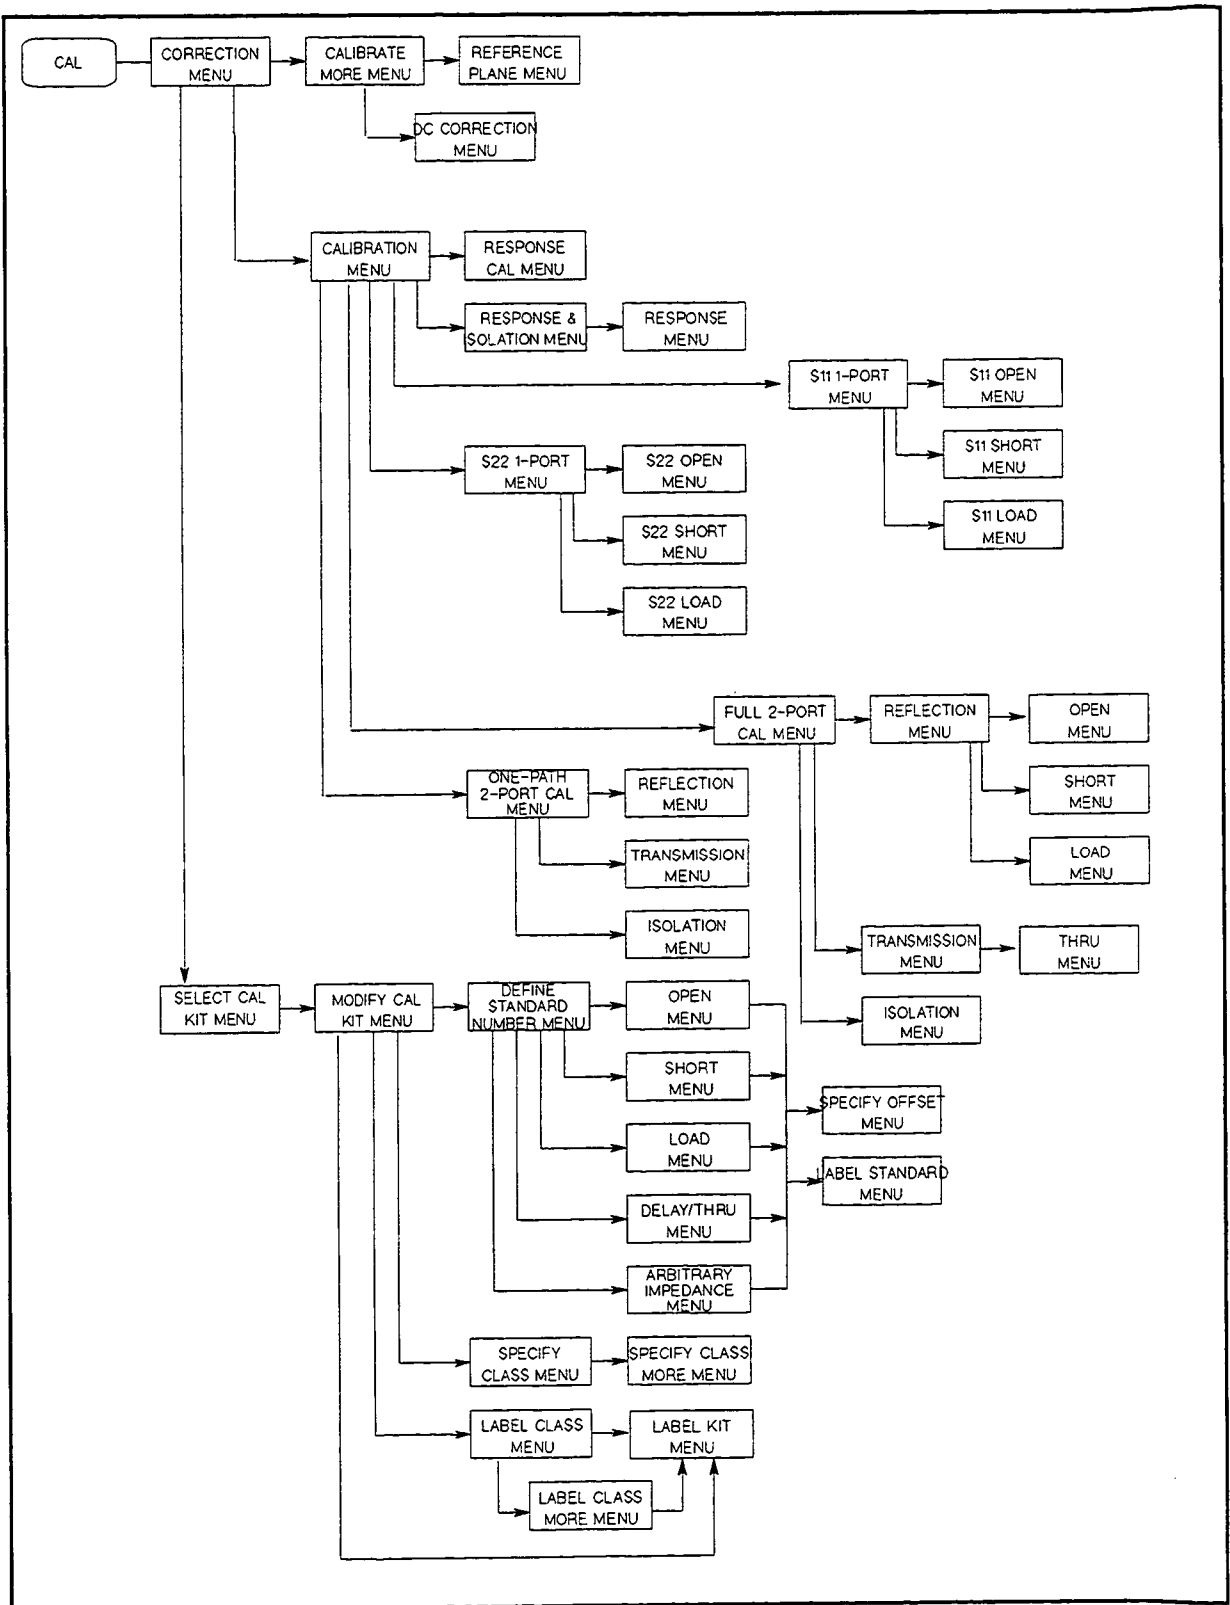 CAL
CORRECTION
MENU
CALIBRATE
MORE MENU
REFERENCE
PLANE MENU
DC CORRECTION
MENU
CALIBRATION
MENU
RESPONSE
CAL MENU
RESPONSE &
ISOLATION MENU
RESPONSE
MENU
S11 1-PORT
MENU
S11 OPEN
MENU
S11 SHORT
MENU
S11 LOAD
MENU
S22 1-PORT
MENU
S22 OPEN
MENU
S22 SHORT
MENU
S22 LOAD
MENU
FULL 2-PORT
CAL MENU
REFLECTION
MENU
OPEN
MENU
SHORT
MENU
LOAD
MENU
ONE-PATH
2-PORT CAL
MENU
REFLECTION
MENU
TRANSMISSION
MENU
ISOLATION
MENU
TRANSMISSION
MENU
THRU
MENU
ISOLATION
MENU
SELECT CAL
KIT MENU
MODIFY CAL
KIT MENU
DEFINE
STANDARD
NUMBER MENU
OPEN
MENU
SHORT
MENU
LOAD
MENU
DELAY/THRU
MENU
ARBITRARY
IMPEDANCE
MENU
SPECIFY OFFSET
MENU
LABEL STANDARD
MENU
SPECIFY
CLASS MENU
SPECIFY CLASS
MORE MENU
LABEL CLASS
MENU
LABEL KIT
MENU
LABEL CLASS
MORE MENU